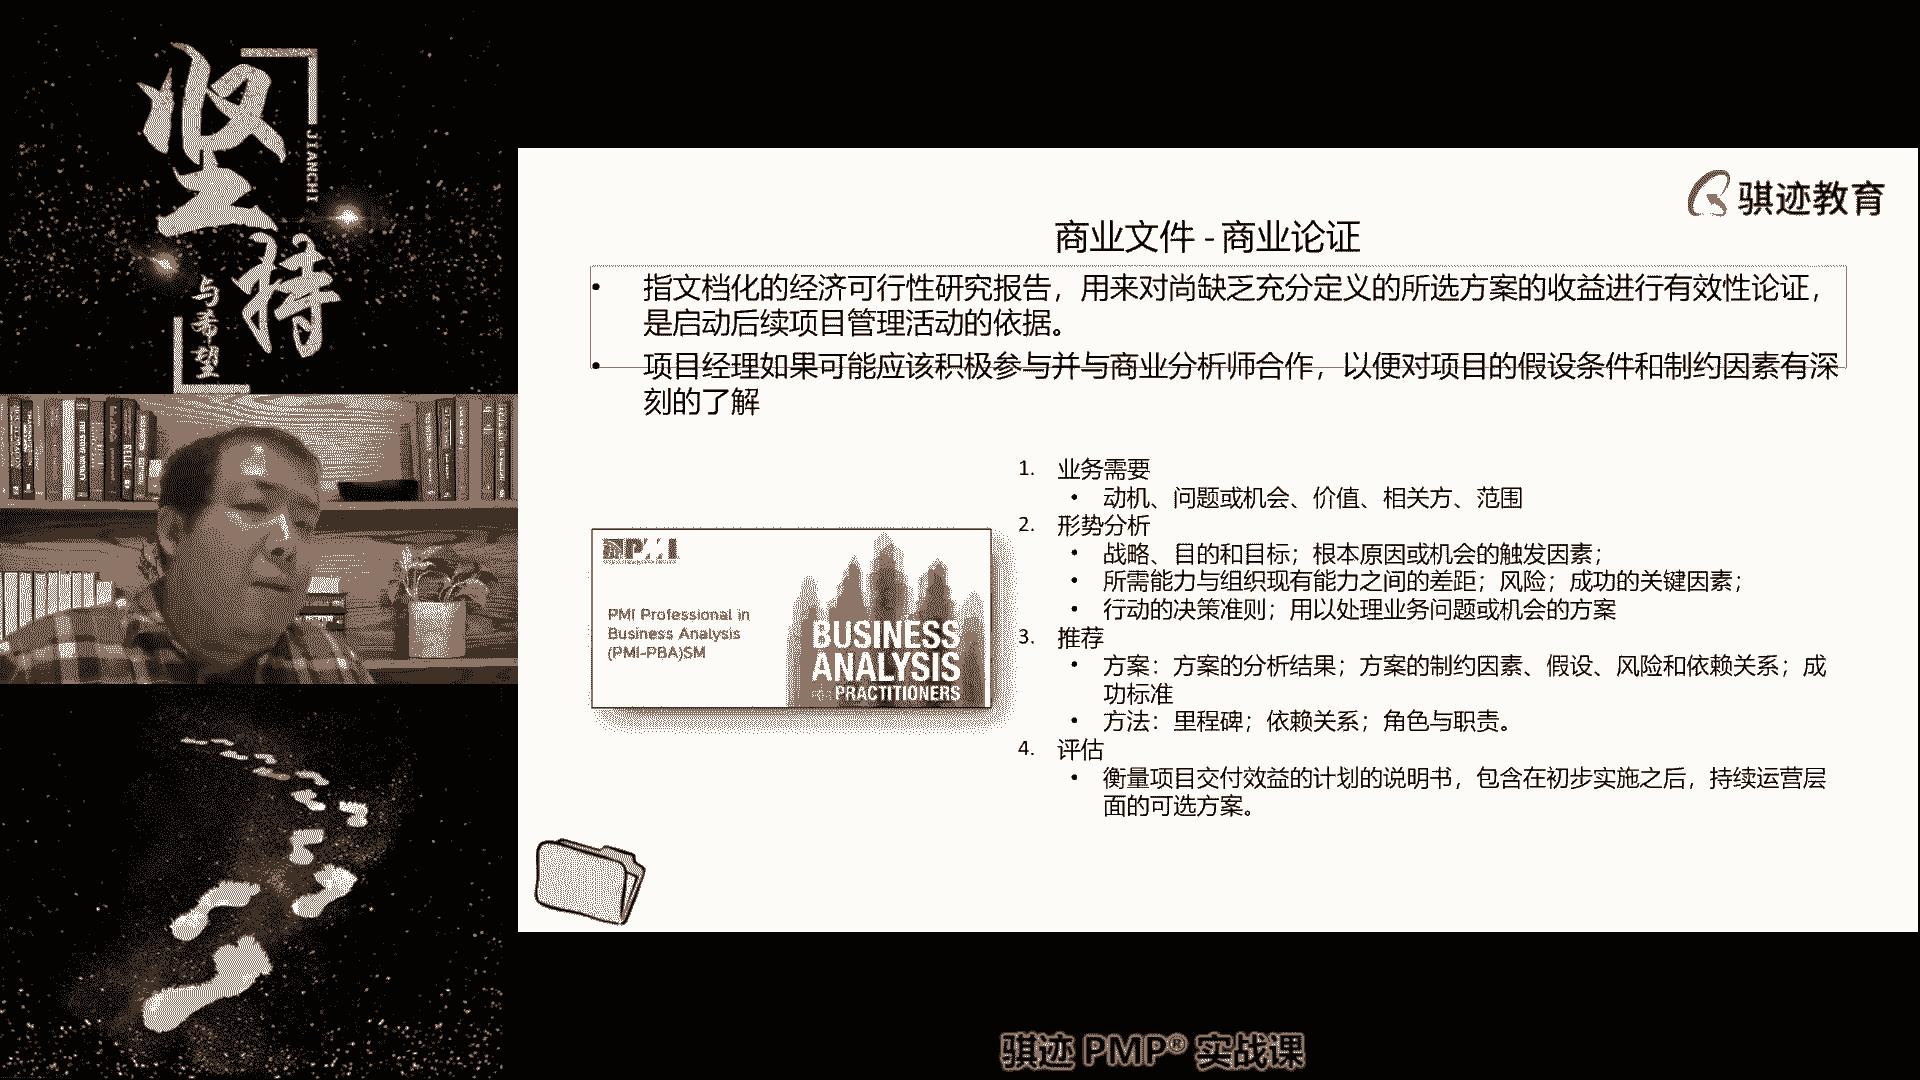 坚持
JIANCHI
与希望
骐迹教育
商业文件 - 商业论证
• 指文档化的经济可行性研究报告，用来对尚缺乏充分定义的所选方案的收益进行有效性论证，
是启动后续项目管理活动的依据。
• 项目经理如果可能应该积极参与并与商业分析师合作，以便对项目的假设条件和制约因素有深
刻的了解
PMI
PMI Professional in
Business Analysis
(PMI-PBA)SM
BUSINESS
ANALYSIS
PRACTITIONERS
1. 业务需要
• 动机、问题或机会、价值、相关方、范围
2. 形势分析
• 战略、目的和目标；根本原因或机会的触发因素；
• 所需能力与组织现有能力之间的差距；风险；成功的关键因素；
• 行动的决策准则；用以处理业务问题或机会的方案
3. 推荐
• 方案：方案的分析结果；方案的制约因素、假设、风险和依赖关系；成
功标准
• 方法：里程碑；依赖关系；角色与职责。
4. 评估
• 衡量项目交付效益的计划的说明书，包含在初步实施之后，持续运营层
面的可选方案。
骐迹 PMP® 实战课